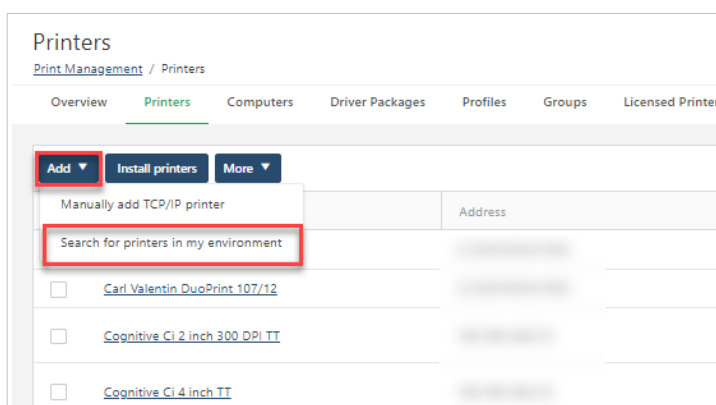 Printers
Print Management / Printers
Overview Printers Computers Driver Packages Profiles Groups Licensed Printer
Add Install printers More
Manually add TCP/IP printer
Address
Search for printers in my environment
Carl Valentin DuoPrint 107/12
Cognitive Ci 2 inch 300 DPI TT
Cognitive Ci 4 inch TT